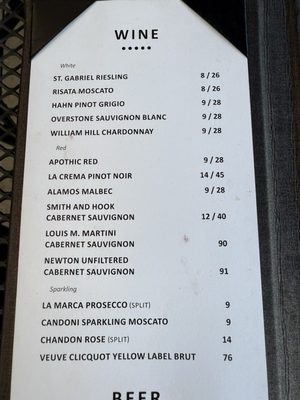 WINE
White
ST. GABRIEL RIESLING 8 / 26
RISATA MOSCATO 8 / 26
HAHN PINOT GRIGIO 9 / 28
OVERSTONE SAUVIGNON BLANC 9 / 28
WILLIAM HILL CHARDONNAY 9 / 28
Red
APOTHIC RED 9 / 28
LA CREMA PINOT NOIR 14 / 45
ALAMOS MALBEC 9 / 28
SMITH AND HOOK
CABERNET SAUVIGNON 12 / 40
LOUIS M. MARTINI
CABERNET SAUVIGNON 90
NEWTON UNFILTERED
CABERNET SAUVIGNON 91
Sparkling
LA MARCA PROSECCO (SPLIT) 9
CANDONI SPARKLING MOSCATO 9
CHANDON ROSE (SPLIT) 14
VEUVE CLICQUOT YELLOW LABEL BRUT 76
BEER